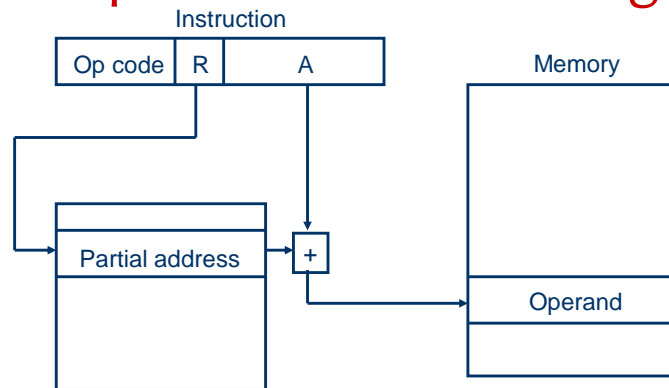 Instruction
Op code R A
Memory
Partial address
+
Operand